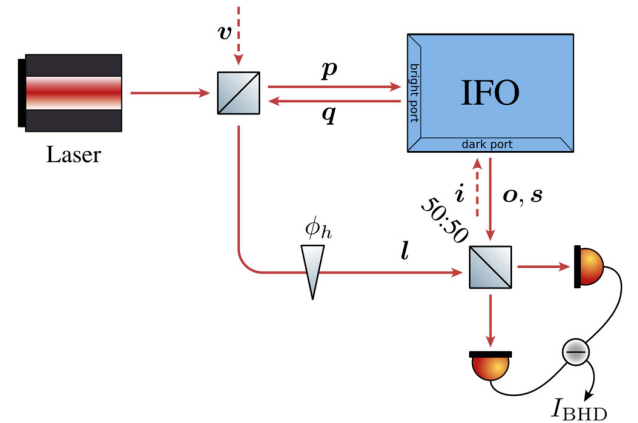 v
p
q
bright port
IFO
dark port
Laser
i
o, s
50:50
ϕ_h
l
I_BHD